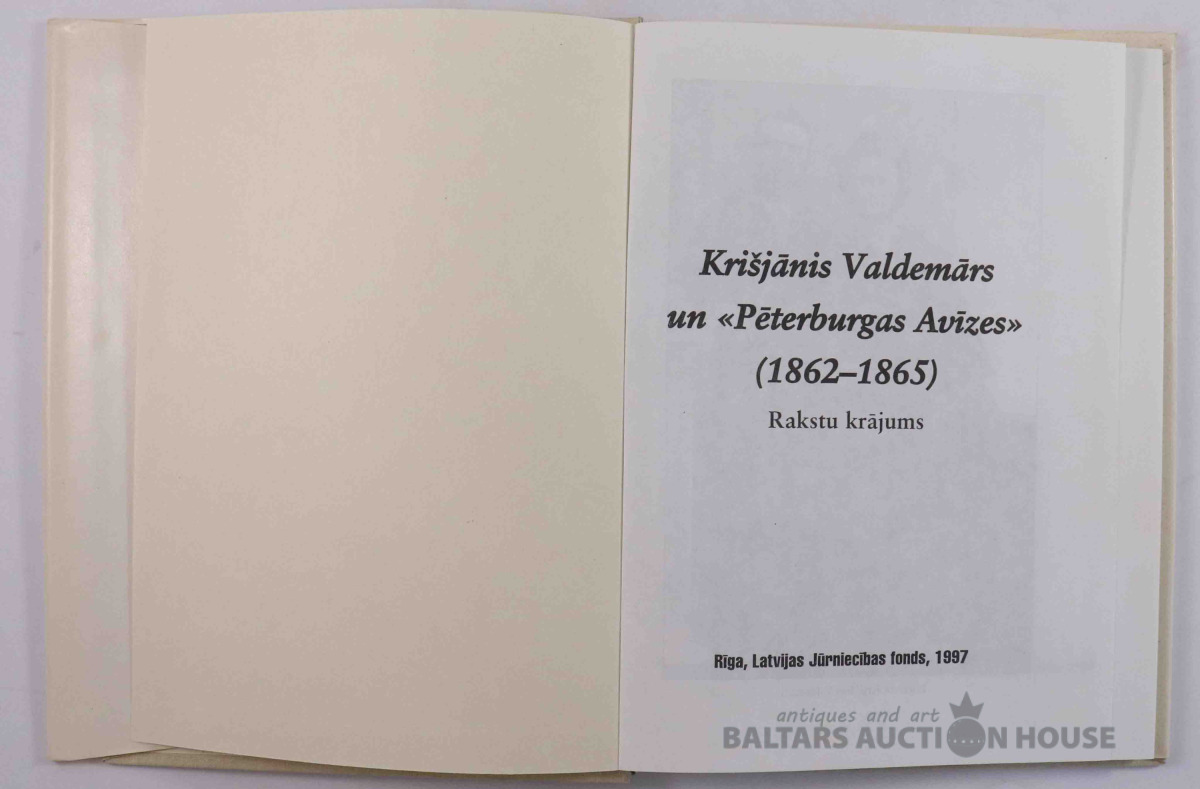 Krišjānis Valdemārs
un «Pēterburgas Avīzes»
(1862–1865)
Rakstu krājums
Rīga, Latvijas Jūrniecības fonds, 1997
antiques and art
BALTARS AUCTION HOUSE